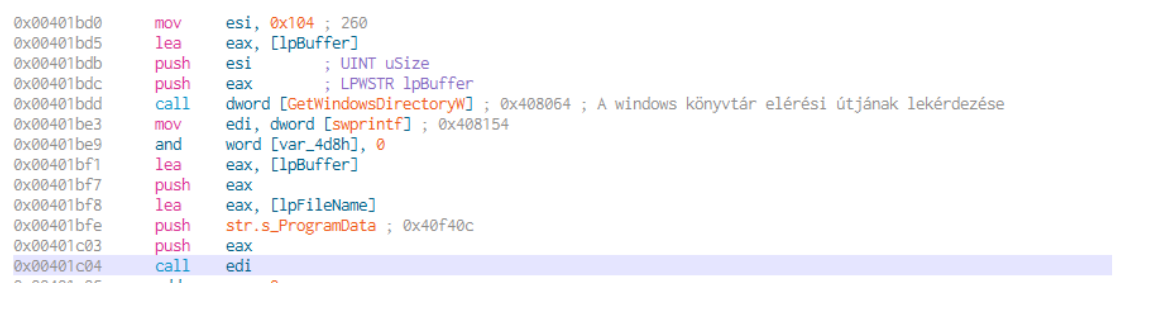 0x00401bd0 mov esi, 0x104 ; 260
0x00401bd5 lea eax, [lpBuffer]
0x00401bdb push esi ; UINT uSize
0x00401bdc push eax ; LPWSTR lpBuffer
0x00401bdd call dword [GetWindowsDirectoryW] ; 0x408064 ; A windows könyvtár elérési útjának lekérdezése
0x00401be3 mov edi, dword [swprintf] ; 0x408154
0x00401be9 and word [var_4d8h], 0
0x00401bf1 lea eax, [lpBuffer]
0x00401bf7 push eax
0x00401bf8 lea eax, [lpFileName]
0x00401bfe push str.s_ProgramData ; 0x40f40c
0x00401c03 push eax
0x00401c04 call edi